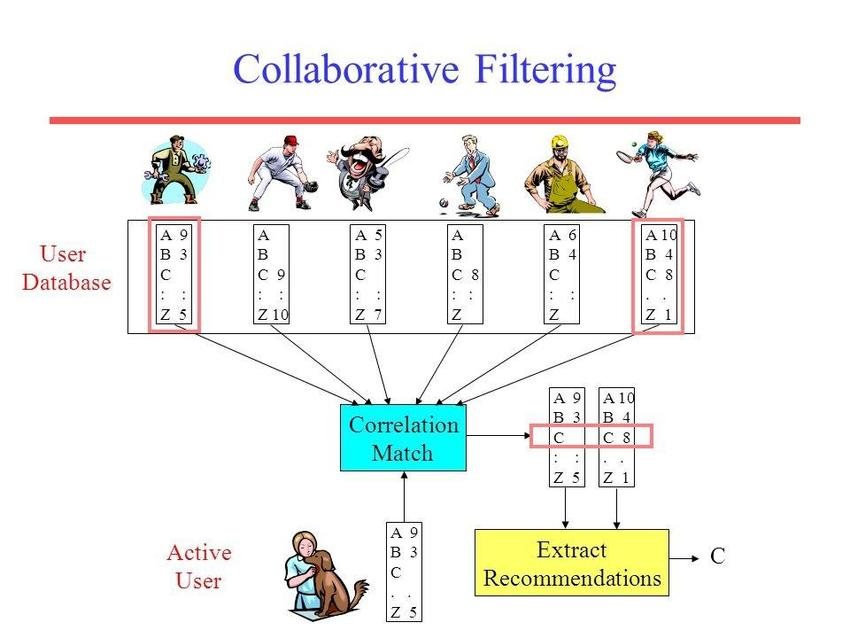 Collaborative Filtering
User
Database
A 9
B 3
C
: :
Z 5
A
B
C 9
: :
Z 10
A 5
B 3
C
: :
Z 7
A
B
C 8
: :
Z
A 6
B 4
C
: :
Z
A 10
B 4
C 8
. .
Z 1
Correlation
Match
A 9
B 3
C
: :
Z 5
A 10
B 4
C 8
. .
Z 1
Active
User
A 9
B 3
C
. .
Z 5
Extract
Recommendations
C